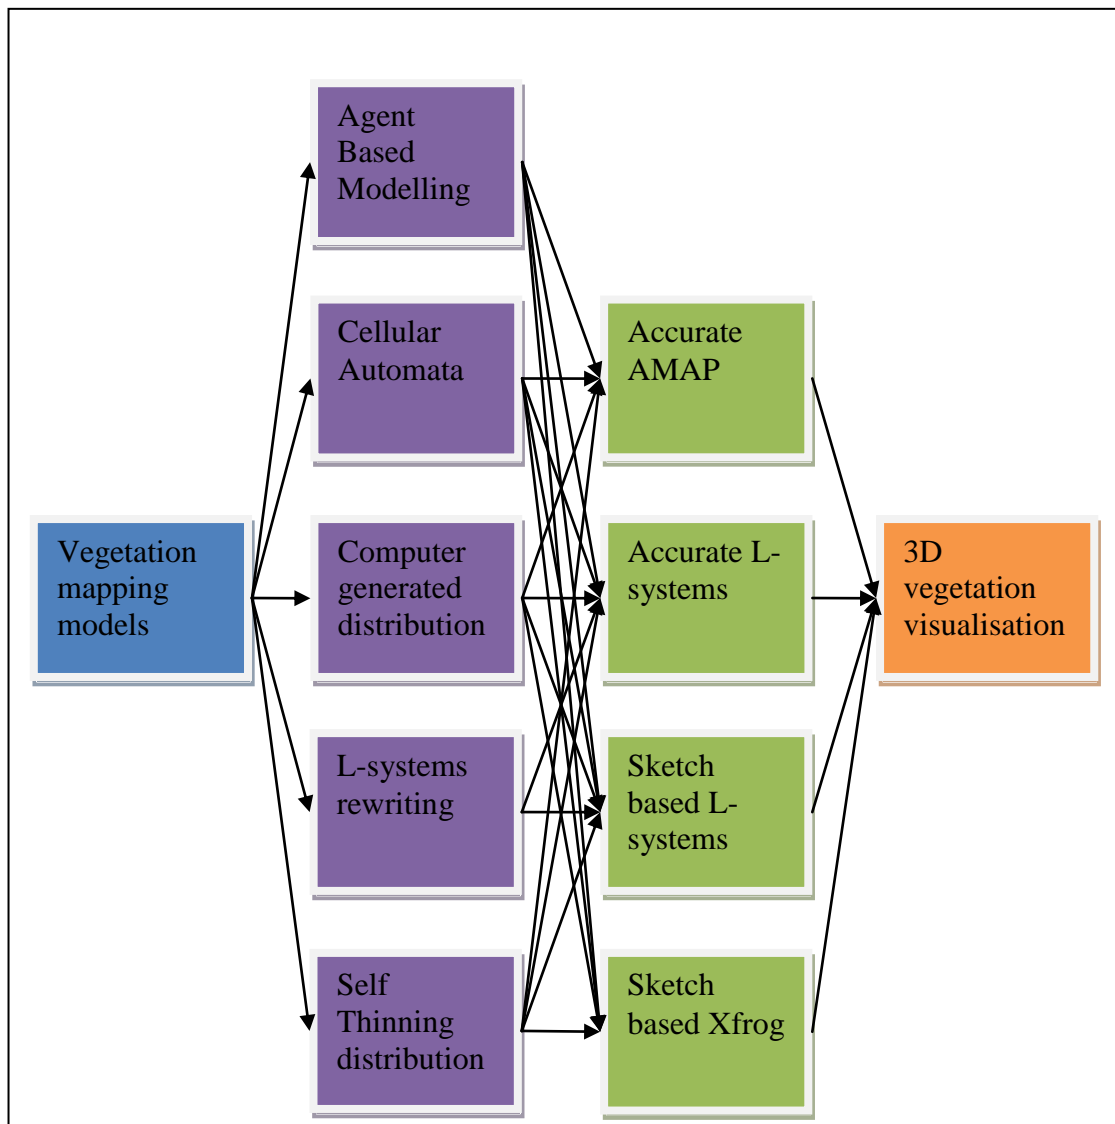 Agent
Based
Modelling
Cellular
Automata
Accurate
AMAP
Vegetation
mapping
models
Computer
generated
distribution
Accurate L-
systems
3D
vegetation
visualisation
L-systems
rewriting
Sketch
based L-
systems
Self
Thinning
distribution
Sketch
based Xfrog